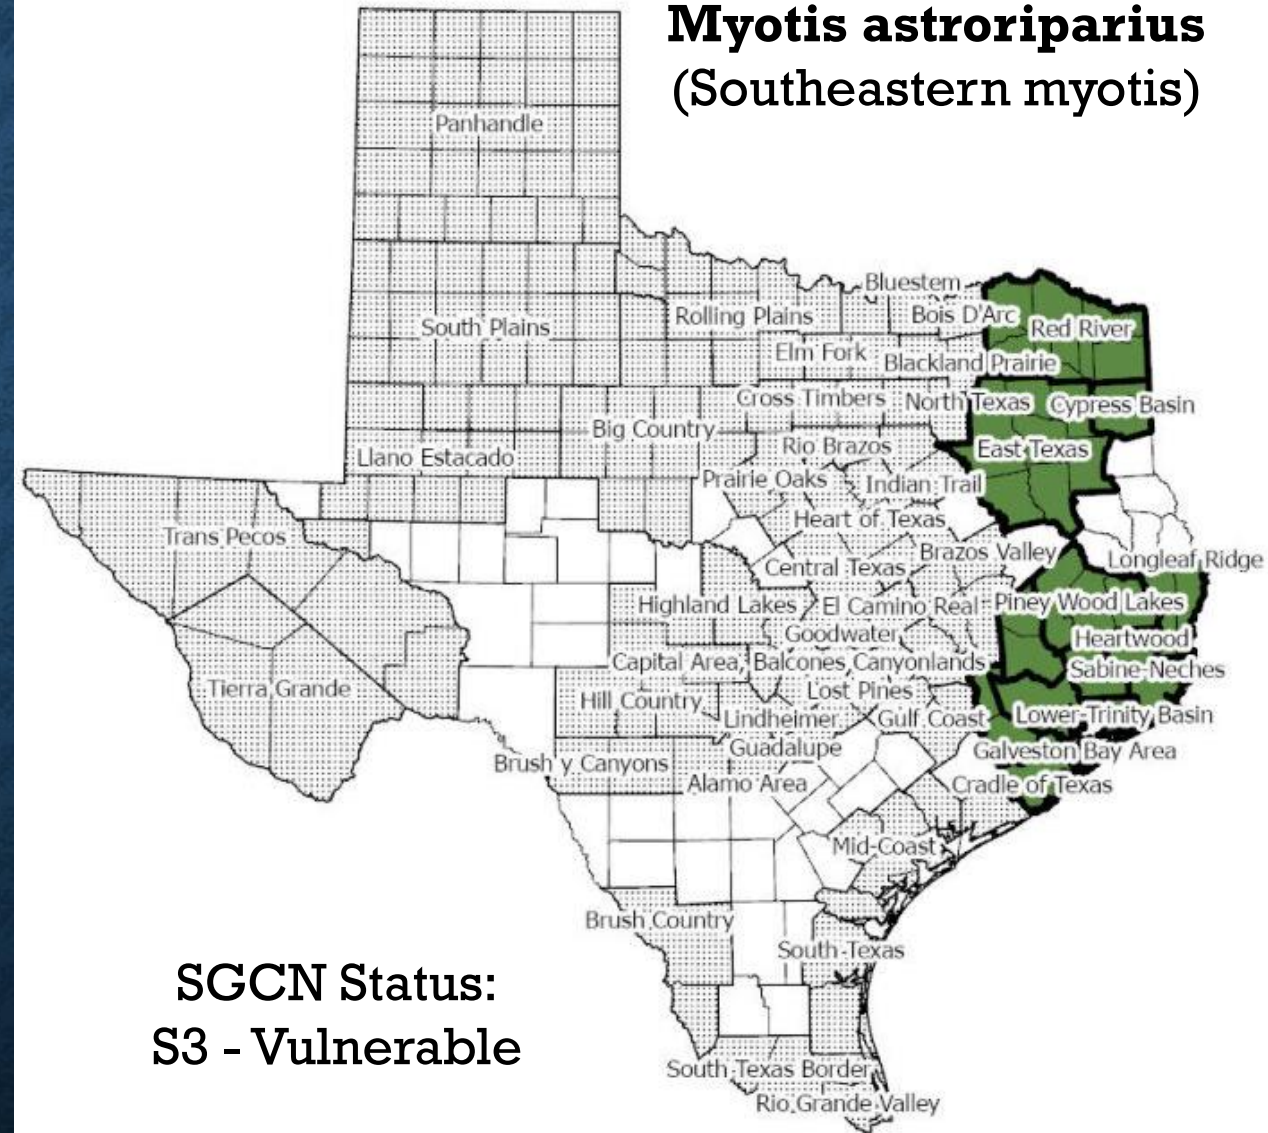 Myotis astroriparius
(Southeastern myotis)
Panhandle
Bluestem
Rolling Plains
Bois D'Arc
South Plains
Red River
Elm Fork
Blackland Prairie
Cross Timbers
North Texas
Cypress Basin
Big Country
Rio Brazos
East Texas
Llano Estacado
Prairie Oaks
Indian Trail
Heart of Texas
Trans Pecos
Brazos Valley
Longleaf Ridge
Central Texas
Highland Lakes
El Camino Real
Piney Wood Lakes
Goodwater
Heartwood
Capital Area
Balcones Canyonlands
Sabine-Neches
Tierra Grande
Lost Pines
Hill Country
Lindheimer
Gulf Coast
Lower-Trinity Basin
Guadalupe
Galveston Bay Area
Brush y Canyons
Alamo Area
Cradle of Texas
Mid-Coast
Brush Country
South-Texas
SGCN Status:
S3 - Vulnerable
South-Texas Border
Rio Grande Valley